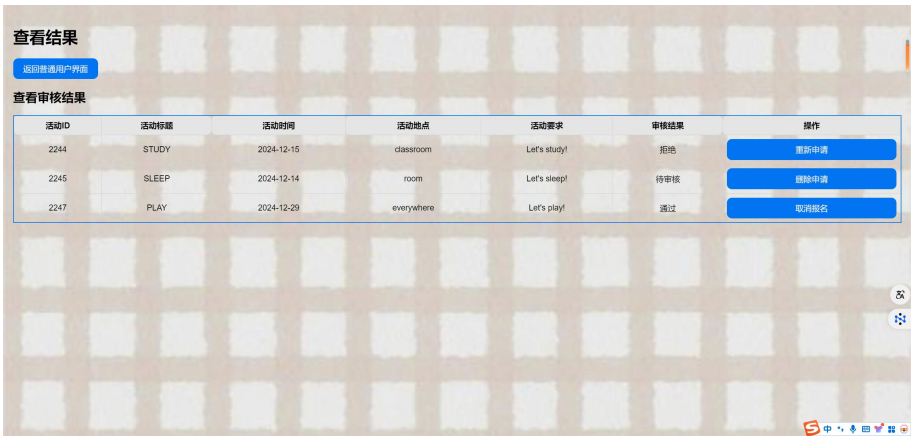 查看结果
返回普通用户界面
查看审核结果
活动ID 活动标题 活动时间 活动地点 活动要求 审核结果 操作
2244 STUDY 2024-12-15 classroom Let's study! 拒绝 重新申请
2245 SLEEP 2024-12-14 room Let's sleep! 待审核 删除申请
2247 PLAY 2024-12-29 everywhere Let's play! 通过 取消报名
中